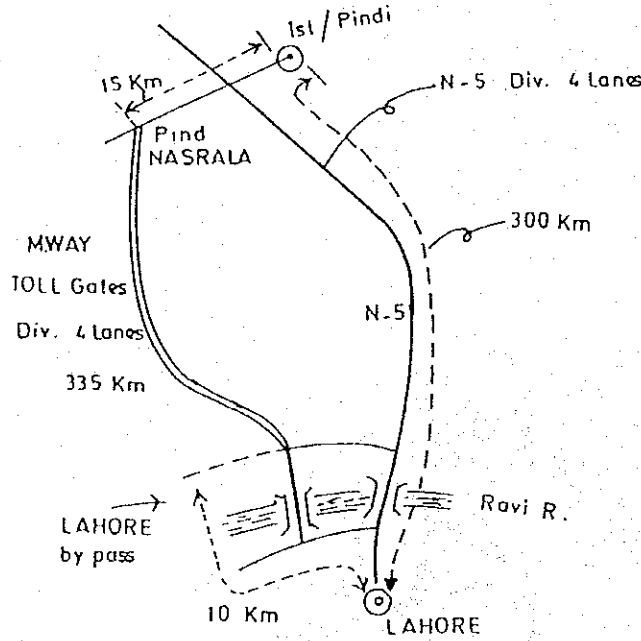 Isl / Pindi
15 Km
N-5 Div. 4 Lanes
Pind
NASRALA
300 Km
M.WAY
TOLL Gates
Div. 4 Lanes
335 Km
N-5
LAHORE
by pass
Ravi R.
10 Km
LAHORE